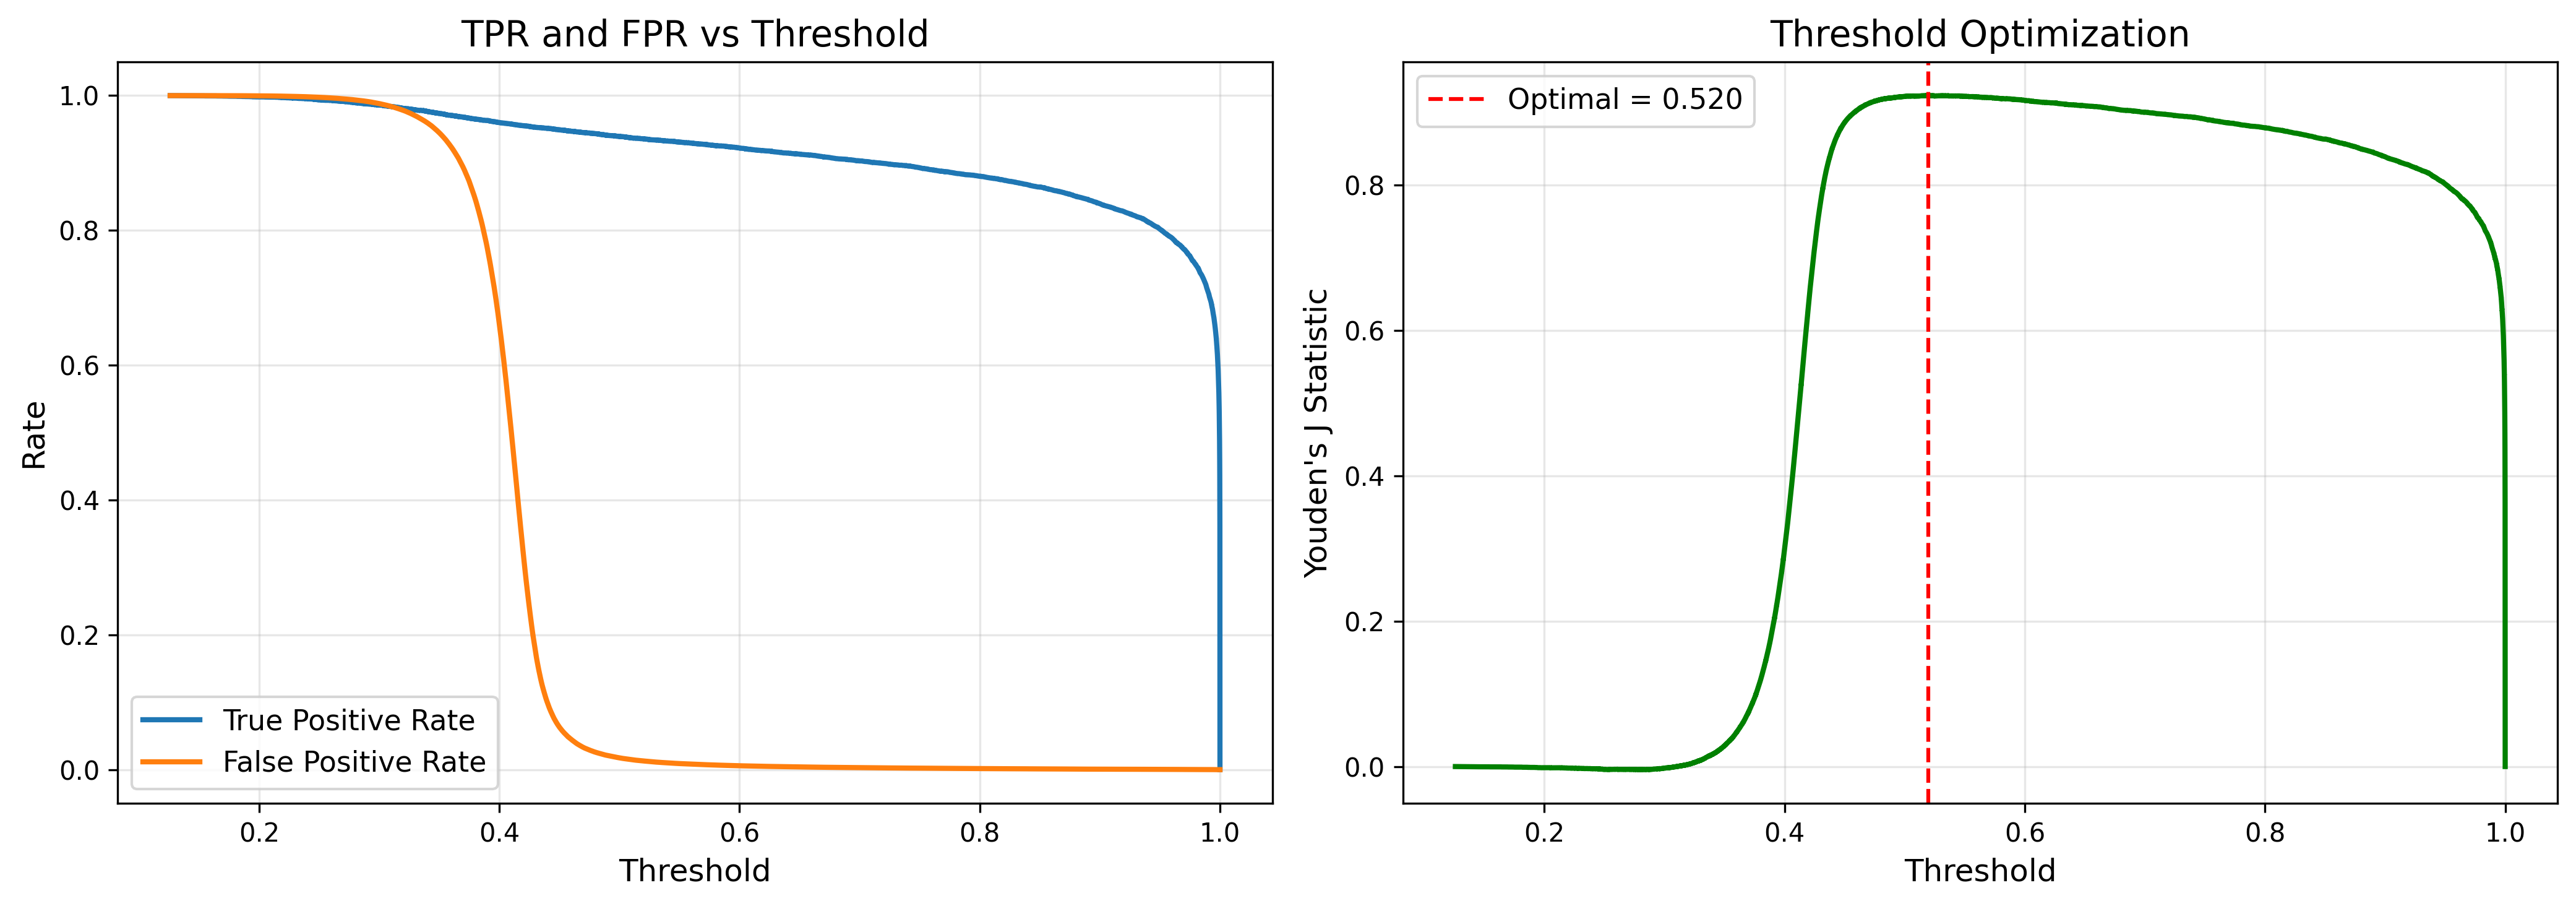 TPR and FPR vs Threshold
Rate
1.0
0.8
0.6
0.4
0.2
0.0
True Positive Rate
False Positive Rate
0.2 0.4 0.6 0.8 1.0
Threshold
Threshold Optimization
Youden's J Statistic
Optimal = 0.520
0.8
0.6
0.4
0.2
0.0
0.2 0.4 0.6 0.8 1.0
Threshold